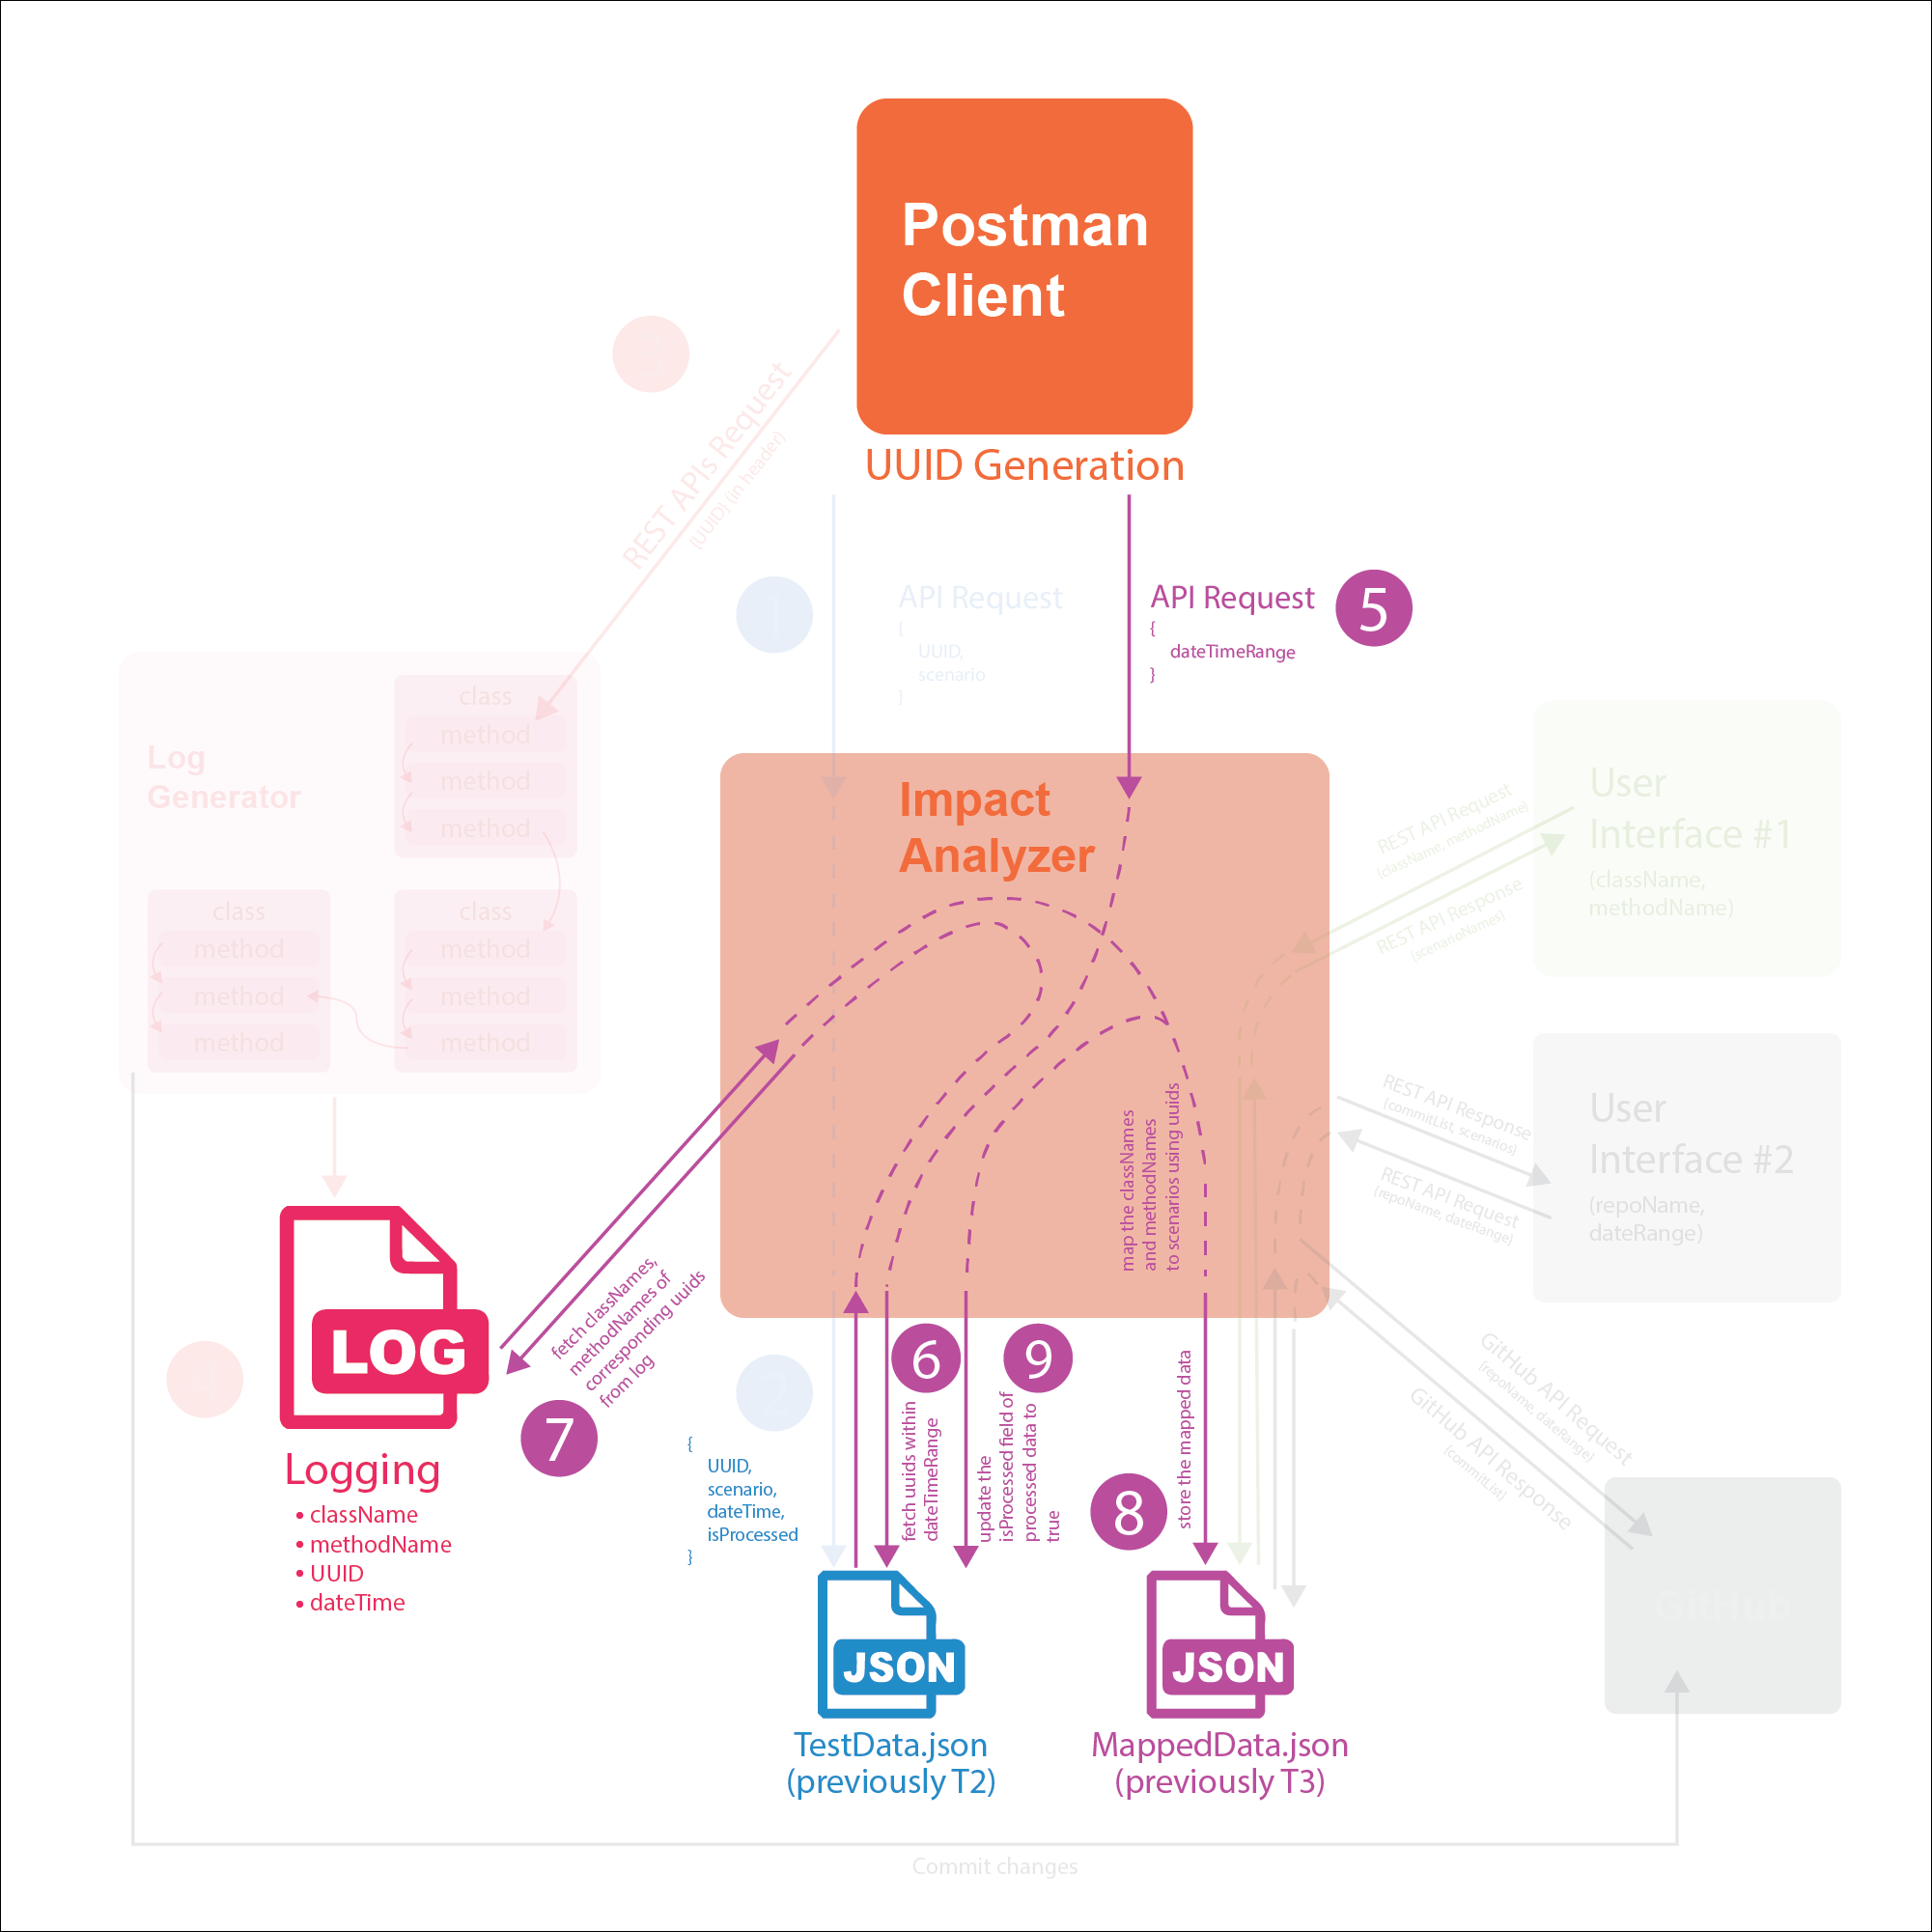 Postman
Client
UUID Generation
REST APIs Request
{UUID} (in header)
1
API Request
{
UUID,
scenario
}
API Request
{
dateTimeRange
}
5
Log
Generator
class
method
method
method
class
method
method
method
class
method
method
method
Impact
Analyzer
map the classNames
and methodNames
to scenarios using uuids
REST API Request
{className, methodName}
REST API Response
{scenarioNames}
User
Interface #1
(className,
methodName)
REST API Response
{commitList, scenarios}
REST API Request
{repoName, dateRange}
User
Interface #2
(repoName,
dateRange)
LOG
Logging
• className
• methodName
• UUID
• dateTime
fetch classNames,
methodNames of
corresponding uuids
from log
7
2
{
UUID,
scenario,
dateTime,
isProcessed
}
6
fetch uuids within
dateTimeRange
9
update the
isProcessed field of
processed data to
true
8
store the mapped data
GitHub API Request
{repoName, dateRange}
GitHub API Response
{commitList}
GitHub
JSON
TestData.json
(previously T2)
JSON
MappedData.json
(previously T3)
Commit changes